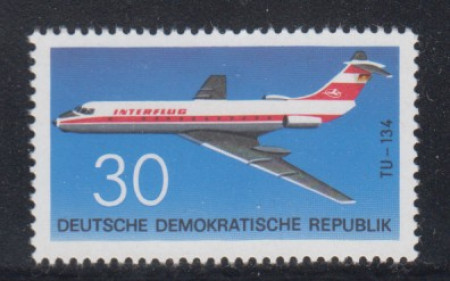 INTERFLUG
TU-134
30
DEUTSCHE DEMOKRATISCHE REPUBLIK